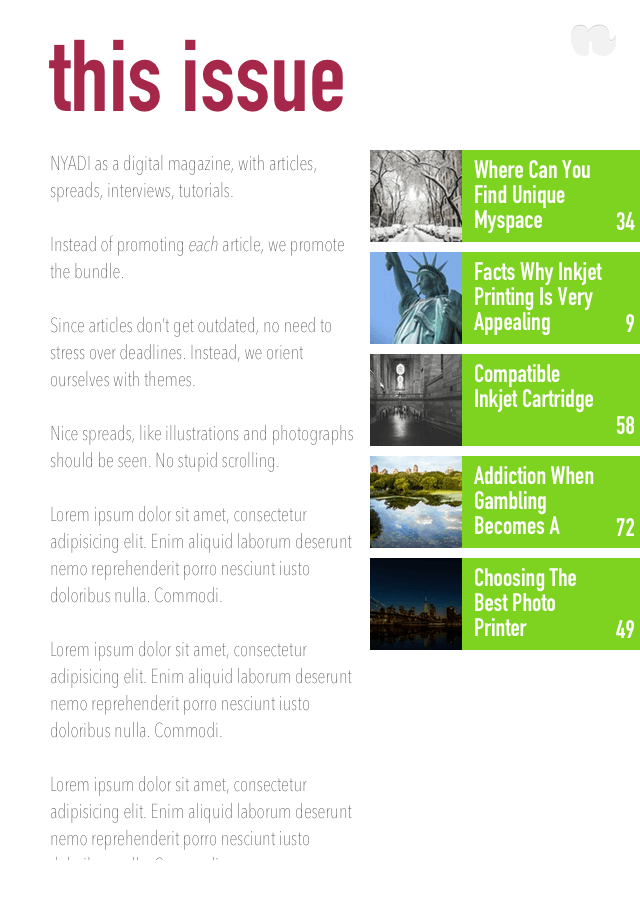 this issue
NYADI as a digital magazine, with articles,
spreads, interviews, tutorials.
Instead of promoting each article, we promote
the bundle.
Since articles don't get outdated, no need to
stress over deadlines. Instead, we orient
ourselves with themes.
Nice spreads, like illustrations and photographs
should be seen. No stupid scrolling.
Lorem ipsum dolor sit amet, consectetur
adipisicing elit. Enim aliquid laborum deserunt
nemo reprehenderit porro nesciunt iusto
doloribus nulla. Commodi.
Lorem ipsum dolor sit amet, consectetur
adipisicing elit. Enim aliquid laborum deserunt
nemo reprehenderit porro nesciunt iusto
doloribus nulla. Commodi.
Lorem ipsum dolor sit amet, consectetur
adipisicing elit. Enim aliquid laborum deserunt
nemo reprehenderit porro nesciunt iusto
Where Can You
Find Unique
Myspace 34
Facts Why Inkjet
Printing Is Very
Appealing 9
Compatible
Inkjet Cartridge
58
Addiction When
Gambling
Becomes A 72
Choosing The
Best Photo
Printer 49